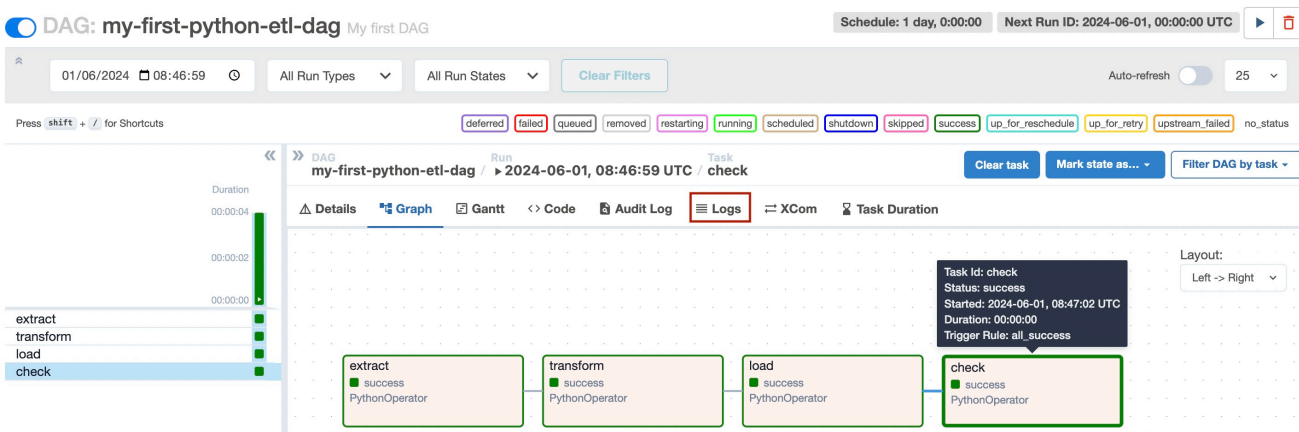 DAG: my-first-python-etl-dag My first DAG
Schedule: 1 day, 0:00:00
Next Run ID: 2024-06-01, 00:00:00 UTC
01/06/2024 08:46:59
All Run Types
All Run States
Clear Filters
Auto-refresh
25
Press shift + / for Shortcuts
deferred failed queued removed restarting running scheduled shutdown skipped success up_for_reschedule up_for_retry upstream_failed no_status
DAG
my-first-python-etl-dag /
Run
2024-06-01, 08:46:59 UTC /
Task
check
Clear task
Mark state as...
Filter DAG by task
Duration
00:00:04
00:00:02
00:00:00
extract
transform
load
check
Details Graph Gantt <> Code Audit Log Logs XCom Task Duration
Layout:
Left -> Right
Task Id: check
Status: success
Started: 2024-06-01, 08:47:02 UTC
Duration: 00:00:00
Trigger Rule: all_success
extract
success
PythonOperator
transform
success
PythonOperator
load
success
PythonOperator
check
success
PythonOperator